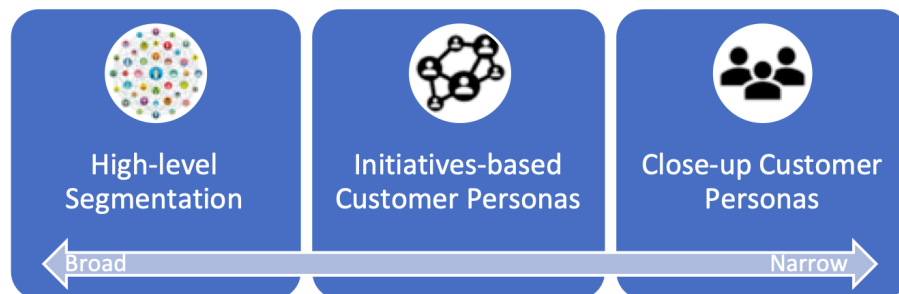 High-level
Segmentation
Initiatives-based
Customer Personas
Close-up Customer
Personas
Broad
Narrow